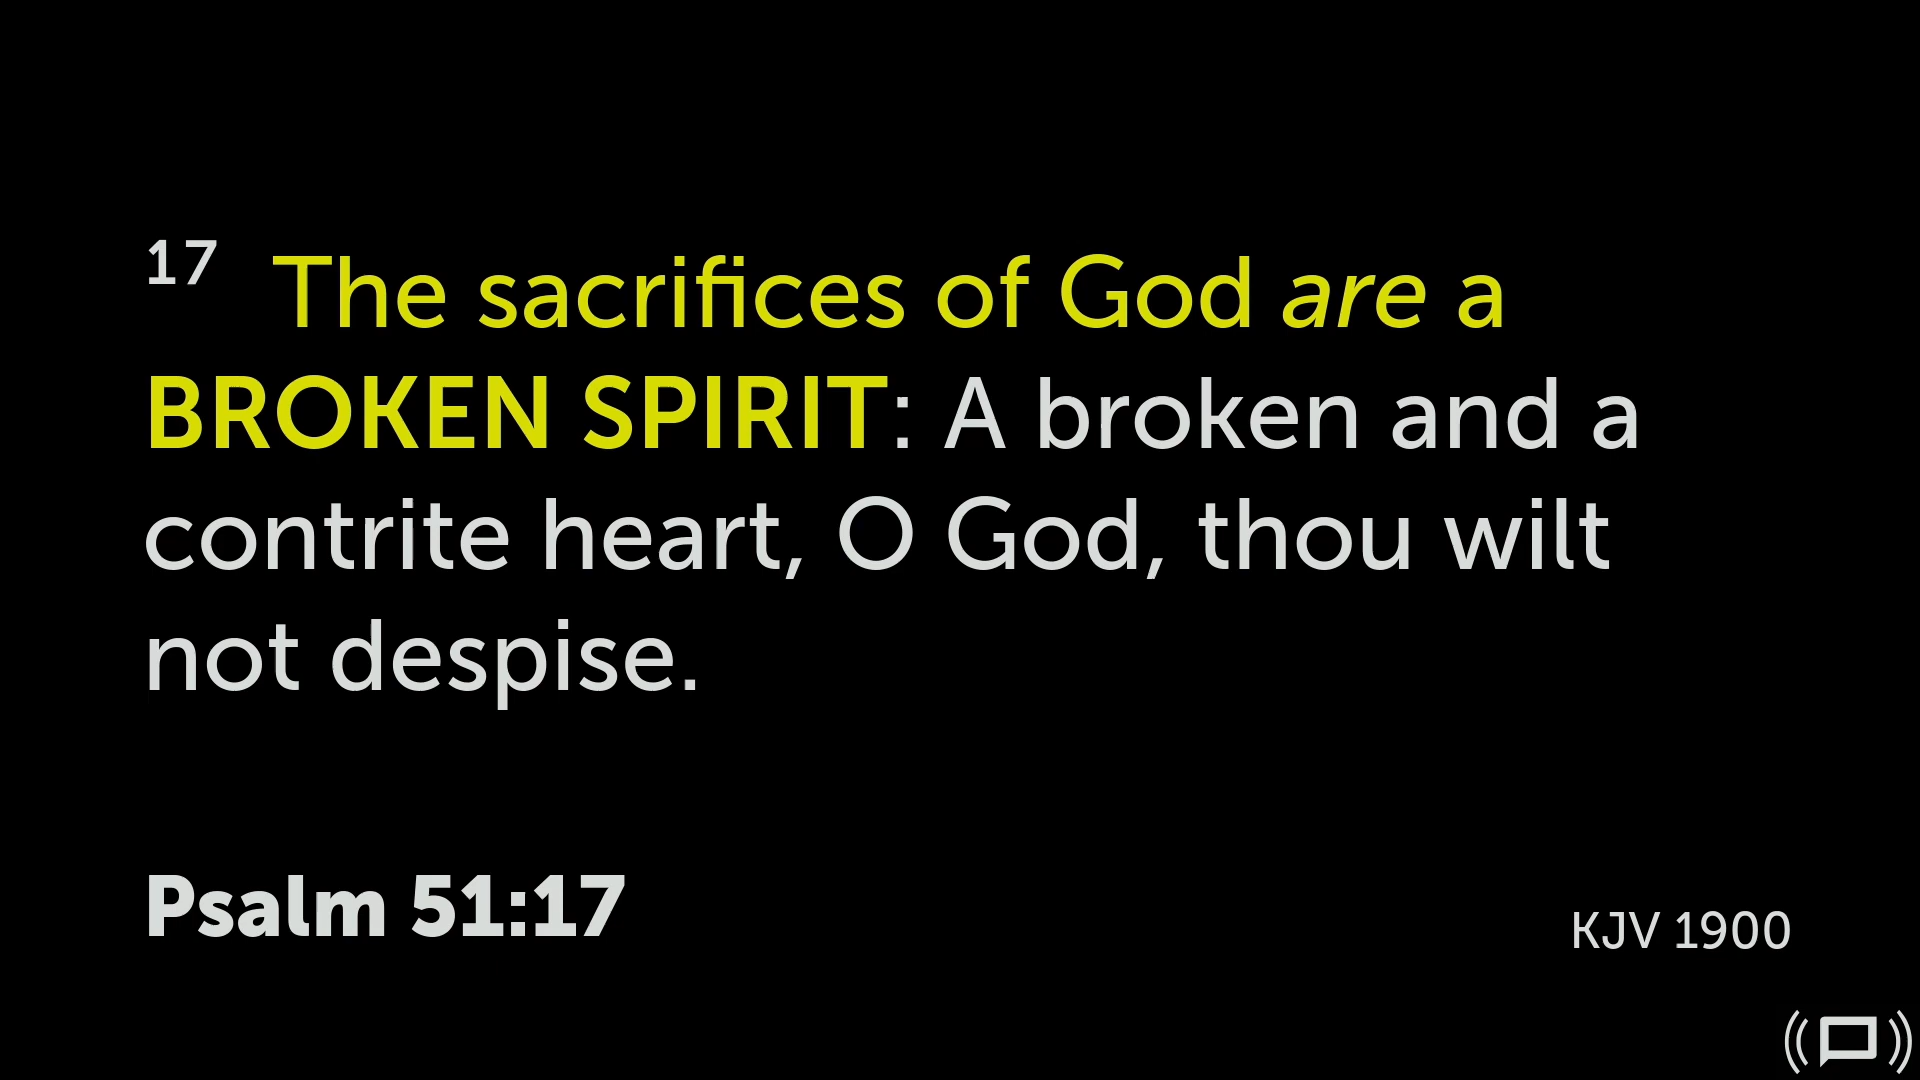 17 The sacrifices of God are a
BROKEN SPIRIT: A broken and a
contrite heart, O God, thou wilt
not despise.
Psalm 51:17
KJV 1900